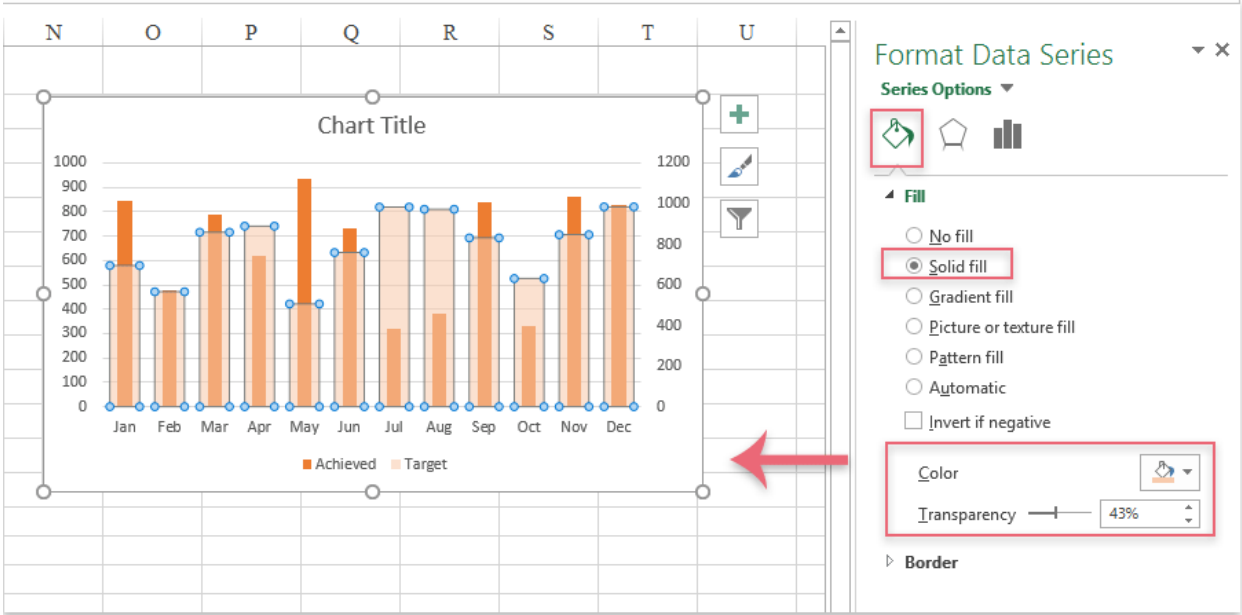 N O P Q R S T U
Chart Title
1000
900
800
700
600
500
400
300
200
100
0
1200
1000
800
600
400
200
0
Jan Feb Mar Apr May Jun Jul Aug Sep Oct Nov Dec
Achieved Target
Format Data Series
Series Options
Fill
No fill
Solid fill
Gradient fill
Picture or texture fill
Pattern fill
Automatic
Invert if negative
Color
Transparency 43%
Border